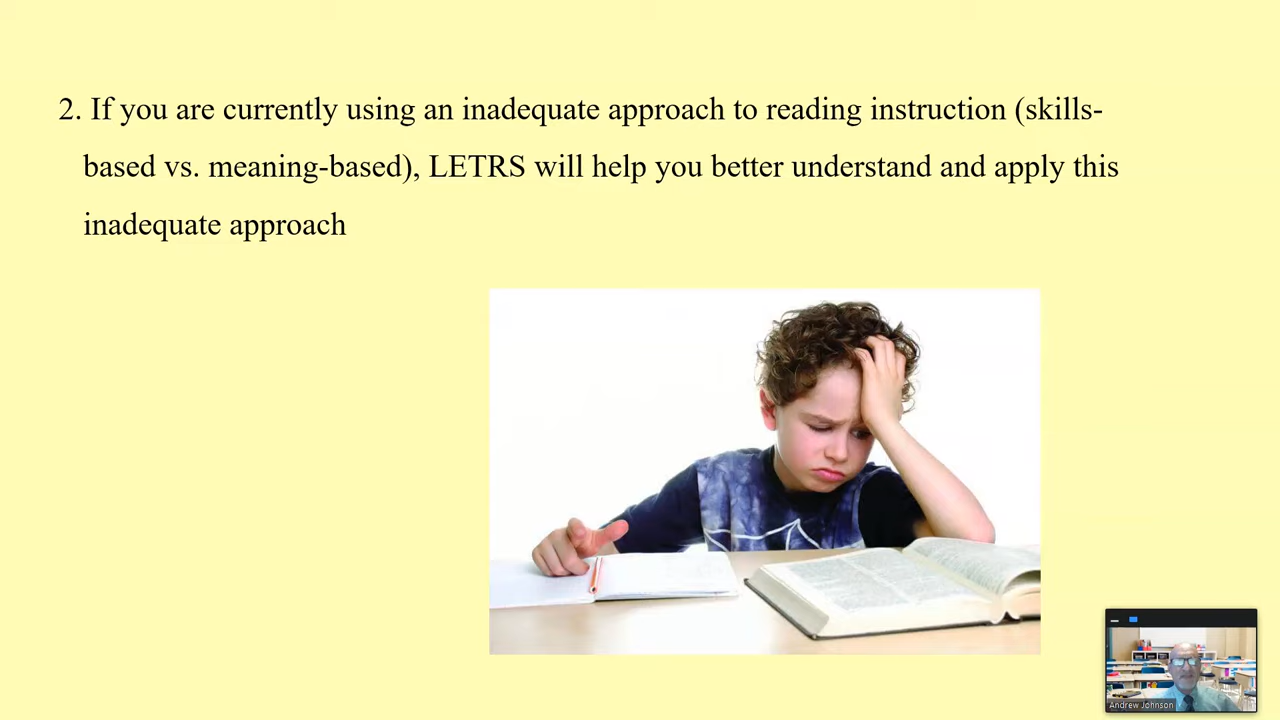 2. If you are currently using an inadequate approach to reading instruction (skills-
based vs. meaning-based), LETRS will help you better understand and apply this
inadequate approach
Andrew Johnson